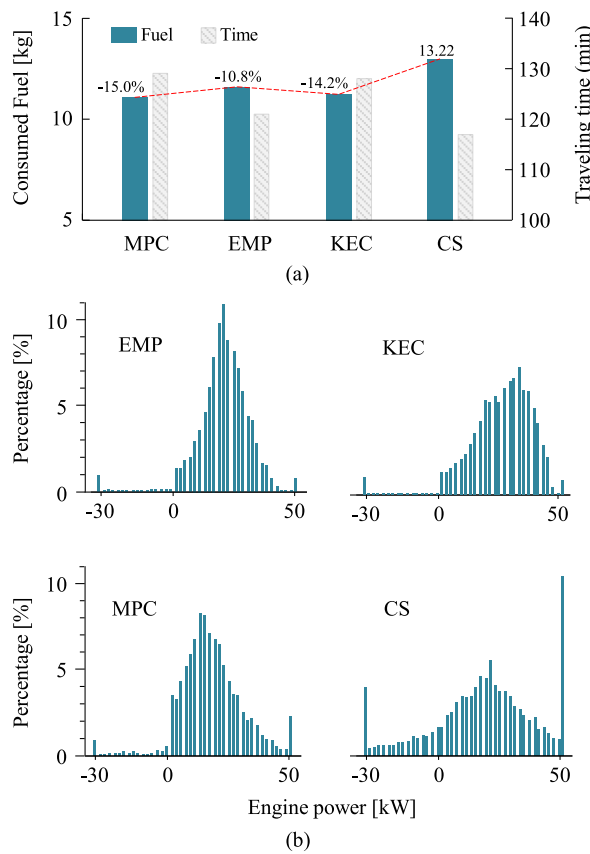 15 Fuel Time 13.22 140
-15.0% -10.8% -14.2% 130
10 120
110
5 100
Consumed Fuel [kg]
Traveling time (min)
MPC EMP KEC CS
(a)
10 EMP KEC
5
0
Percentage [%]
-30 0 50 -30 0 50
10 MPC CS
5
0
Percentage [%]
-30 0 50 -30 0 50
Engine power [kW]
(b)